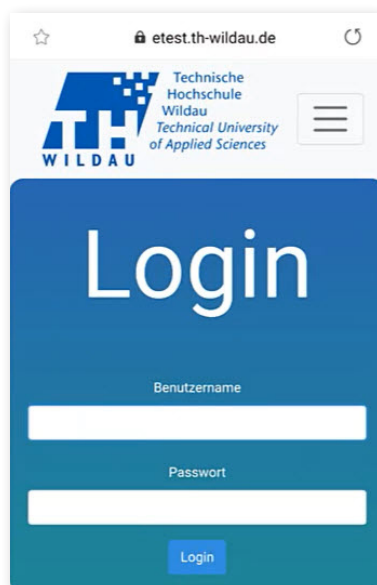 etest.th-wildau.de
Technische
Hochschule
Wildau
Technical University
of Applied Sciences
TH
WILDAU
Login
Benutzername
Passwort
Login